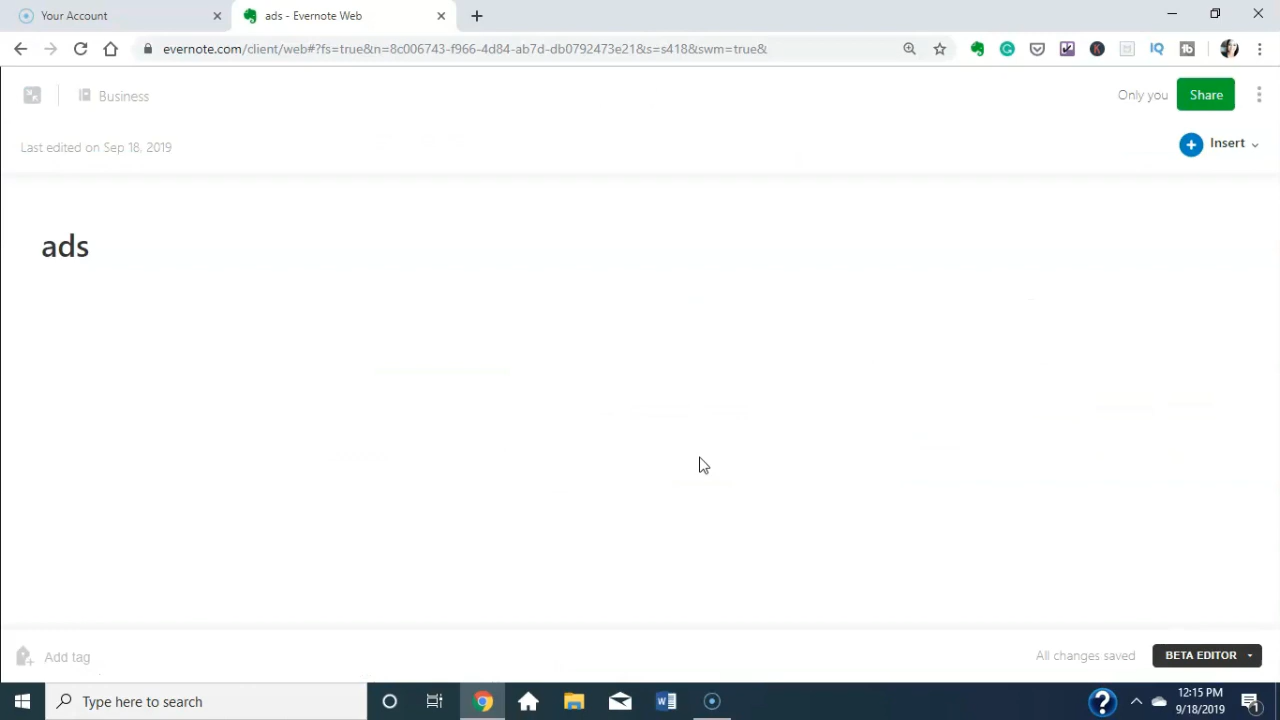 Your Account
ads - Evernote Web
evernote.com/client/web#?fs=true&n=8c006743-f966-4d84-ab7d-db0792473e21&s=s418&swm=true&
Business
Only you
Share
Last edited on Sep 18, 2019
Insert
ads
Add tag
All changes saved
BETA EDITOR
Type here to search
12:15 PM
9/18/2019